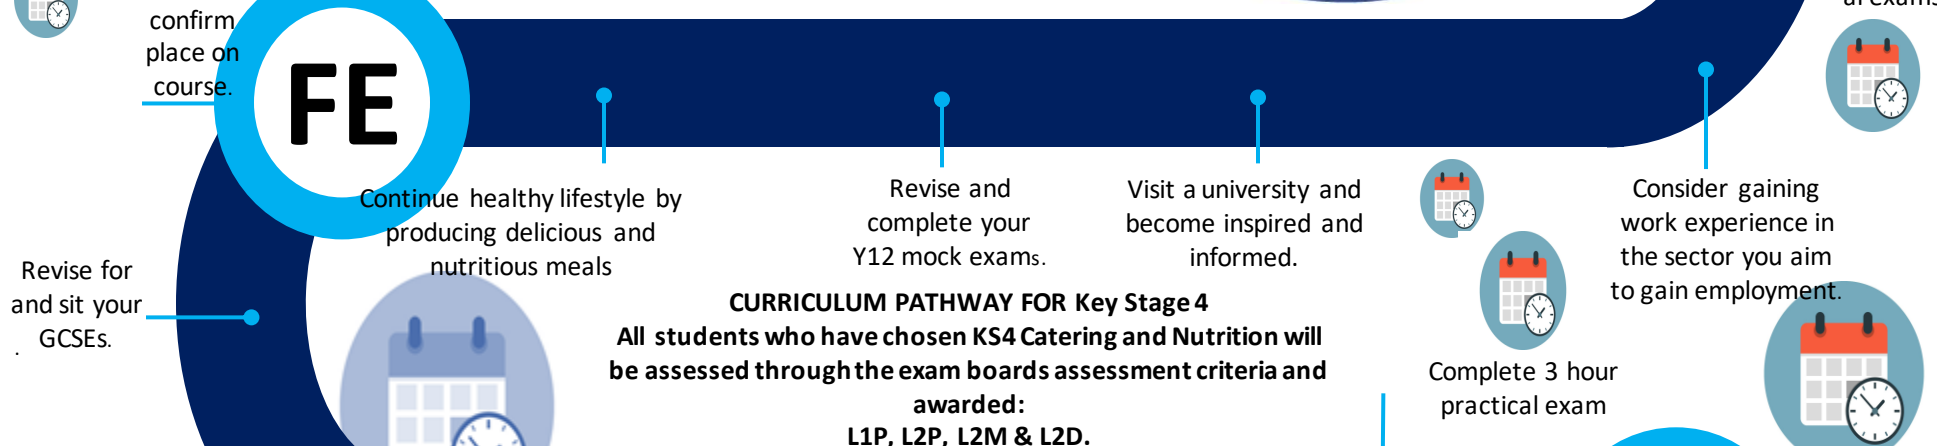 confirm
place on
course.
FE
al exams
Continue healthy lifestyle by
producing delicious and
nutritious meals
Revise and
complete your
Y12 mock exams.
Visit a university and
become inspired and
informed.
Consider gaining
work experience in
the sector you aim
to gain employment.
Revise for
and sit your
GCSEs.
.
CURRICULUM PATHWAY FOR Key Stage 4
All students who have chosen KS4 Catering and Nutrition will
be assessed through the exam boards assessment criteria and
awarded:
L1P, L2P, L2M & L2D.
Complete 3 hour
practical exam